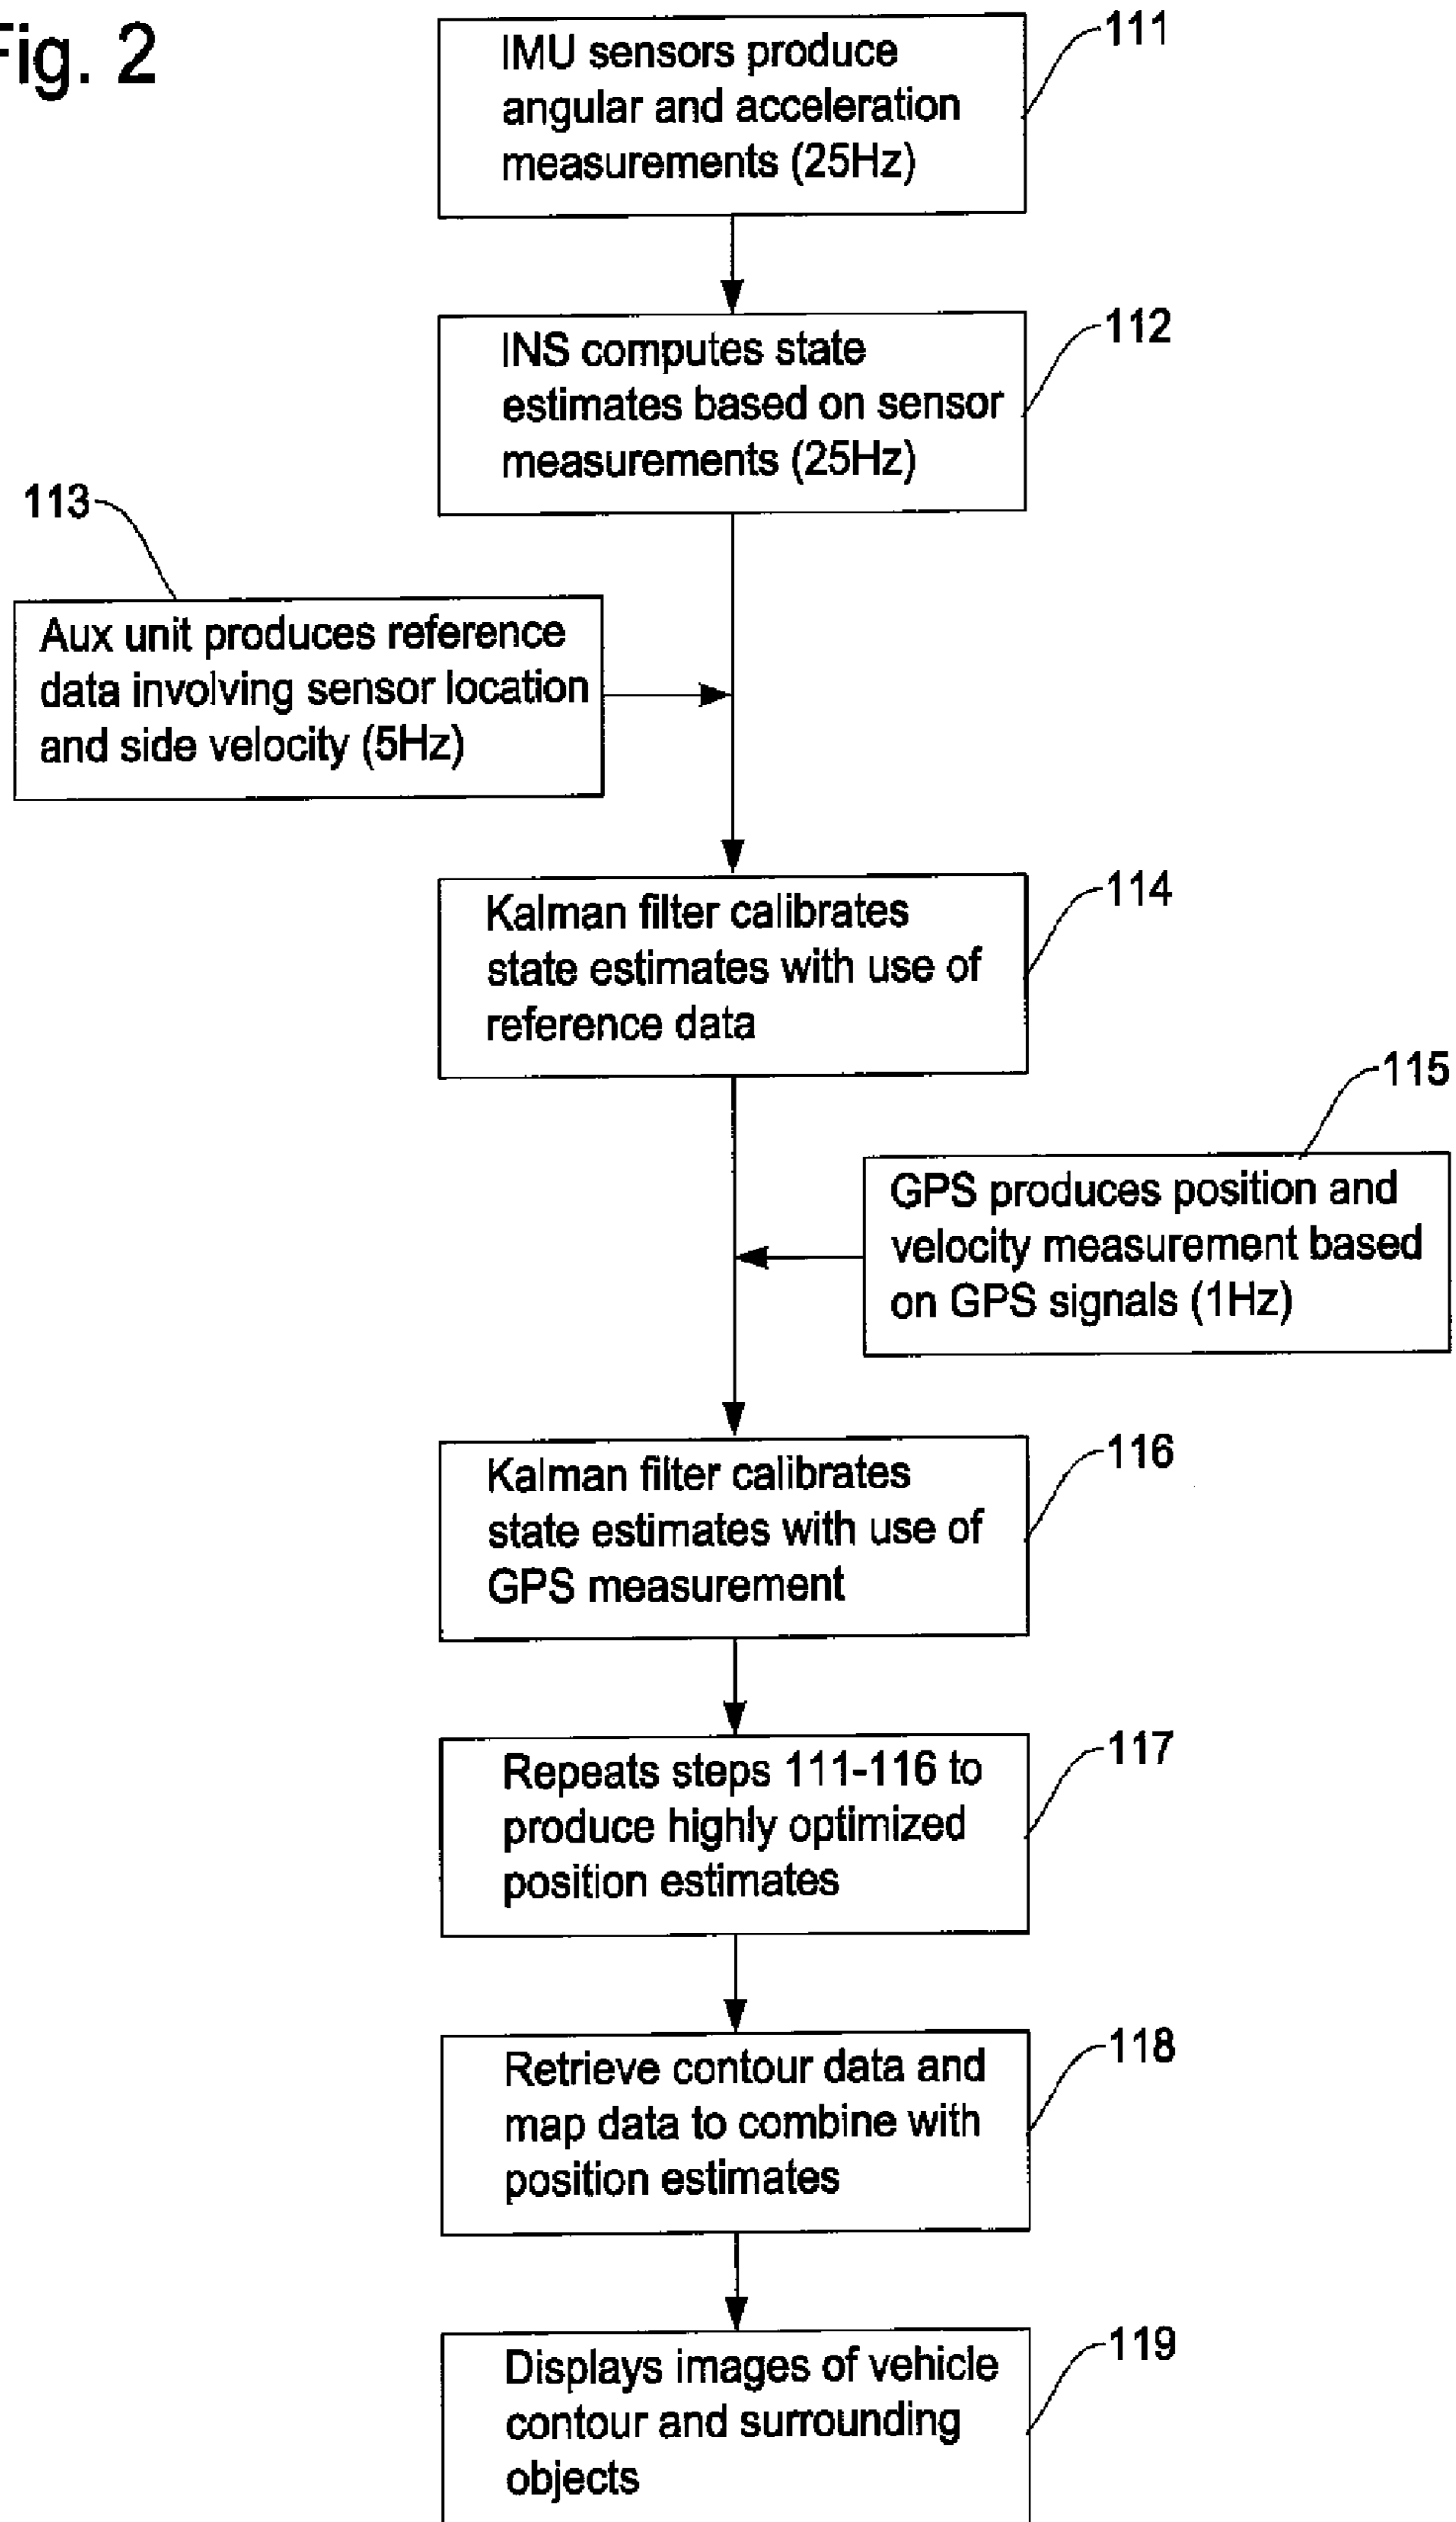 Fig. 2
IMU sensors produce
angular and acceleration
measurements (25Hz)
111
INS computes state
estimates based on sensor
measurements (25Hz)
112
113
Aux unit produces reference
data involving sensor location
and side velocity (5Hz)
Kalman filter calibrates
state estimates with use of
reference data
114
115
GPS produces position and
velocity measurement based
on GPS signals (1Hz)
Kalman filter calibrates
state estimates with use of
GPS measurement
116
Repeats steps 111-116 to
produce highly optimized
position estimates
117
Retrieve contour data and
map data to combine with
position estimates
118
Displays images of vehicle
contour and surrounding
objects
119